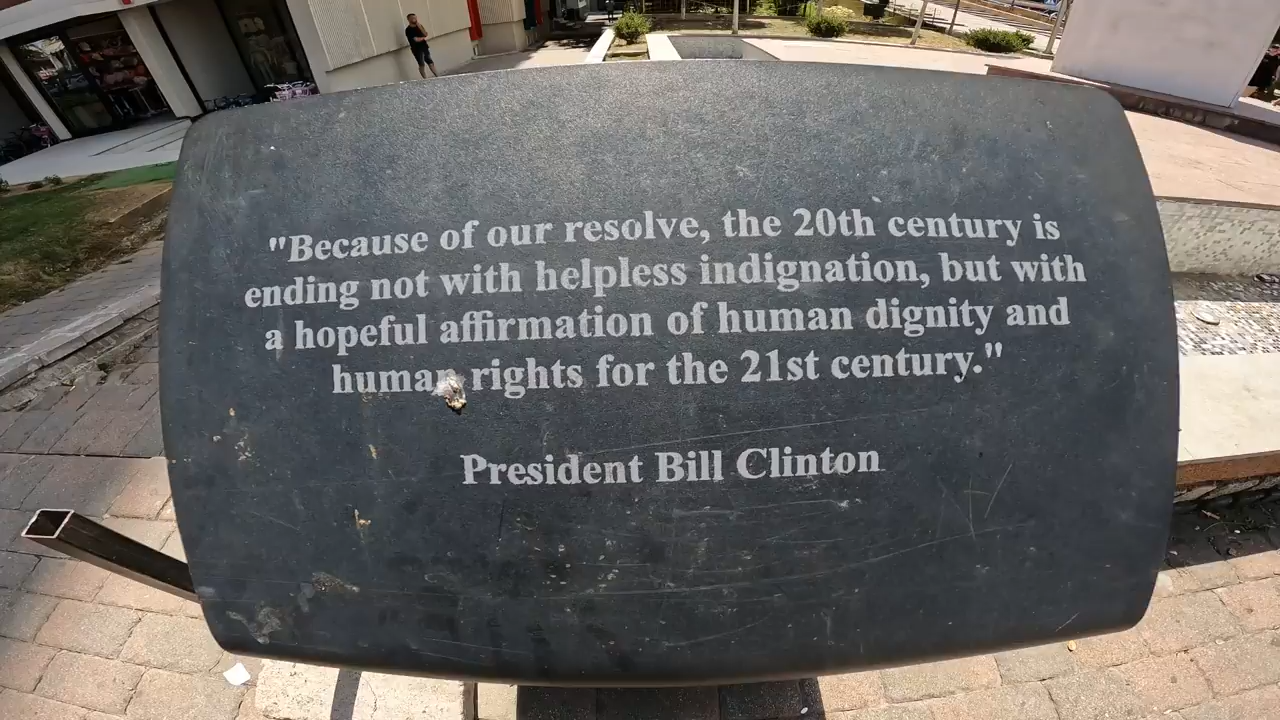 "Because of our resolve, the 20th century is
ending not with helpless indignation, but with
a hopeful affirmation of human dignity and
human rights for the 21st century."
President Bill Clinton